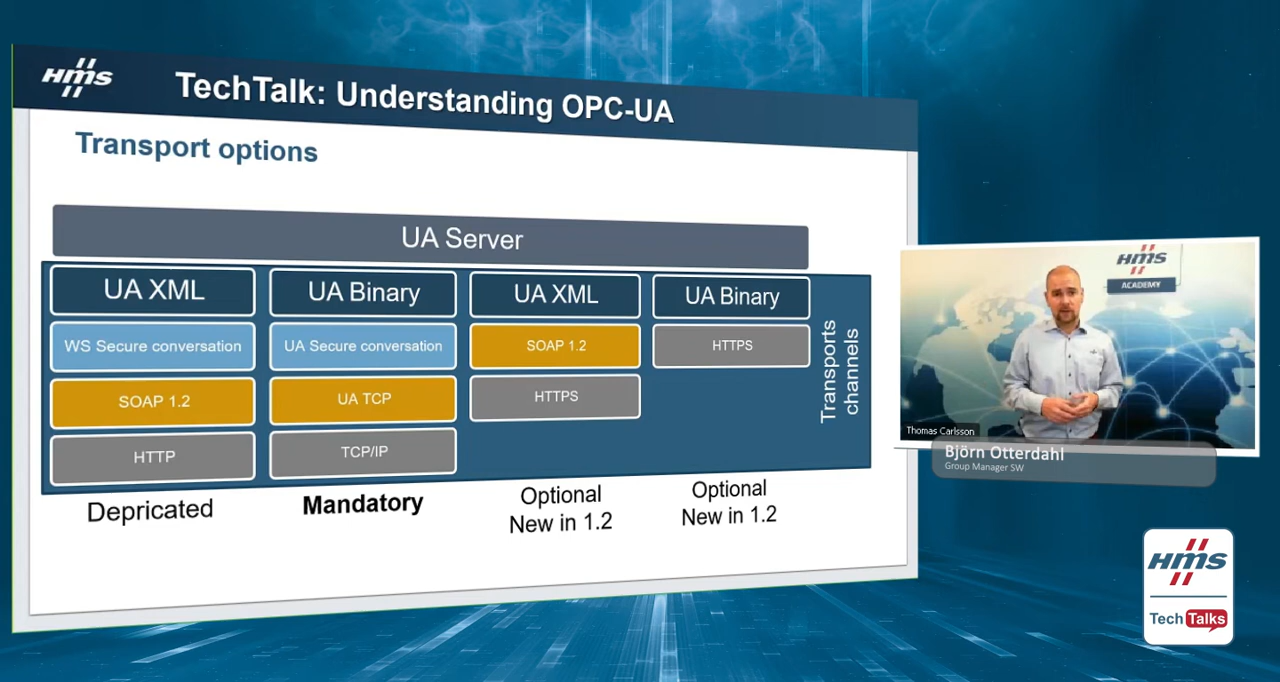 HMS
TechTalk: Understanding OPC-UA
Transport options
UA Server
UA XML
UA Binary
UA XML
UA Binary
WS Secure conversation
UA Secure conversation
SOAP 1.2
HTTPS
SOAP 1.2
UA TCP
HTTPS
HTTP
TCP/IP
Transports
channels
Depricated
Mandatory
Optional
New in 1.2
Optional
New in 1.2
HMS
ACADEMY
Thomas Carlsson
Björn Otterdahl
Group Manager SW
HMS
Tech Talks